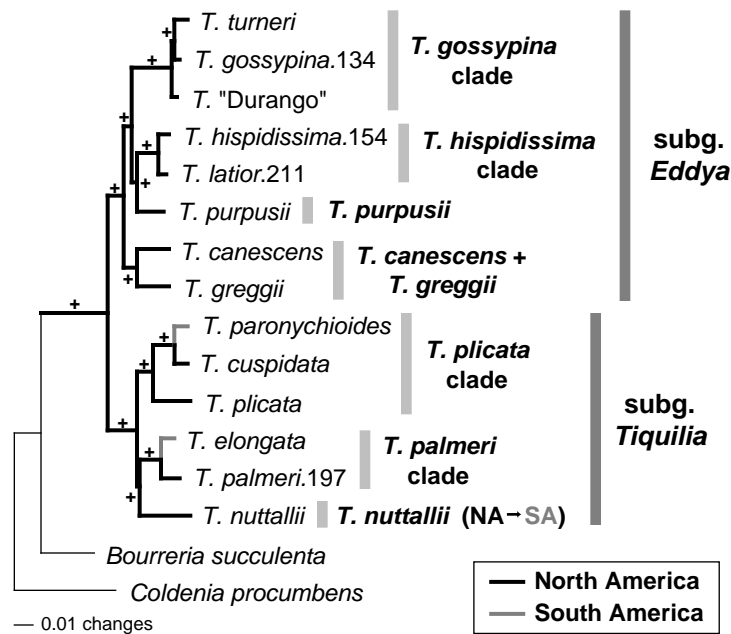 T. turneri
T. gossypina.134
T. "Durango"
T. gossypina
clade
T. hispidissima.154
T. latior.211
T. hispidissima
clade
T. purpusii
T. purpusii
T. canescens
T. greggii
T. canescens +
T. greggii
subg.
Eddya
T. paronychioides
T. cuspidata
T. plicata
T. plicata
clade
T. elongata
T. palmeri.197
T. palmeri
clade
T. nuttallii
T. nuttallii (NA→SA)
subg.
Tiquilia
Bourreria succulenta
Coldenia procumbens
0.01 changes
North America
South America
+
+
+
+
+
+
+
+
+
+
+
+